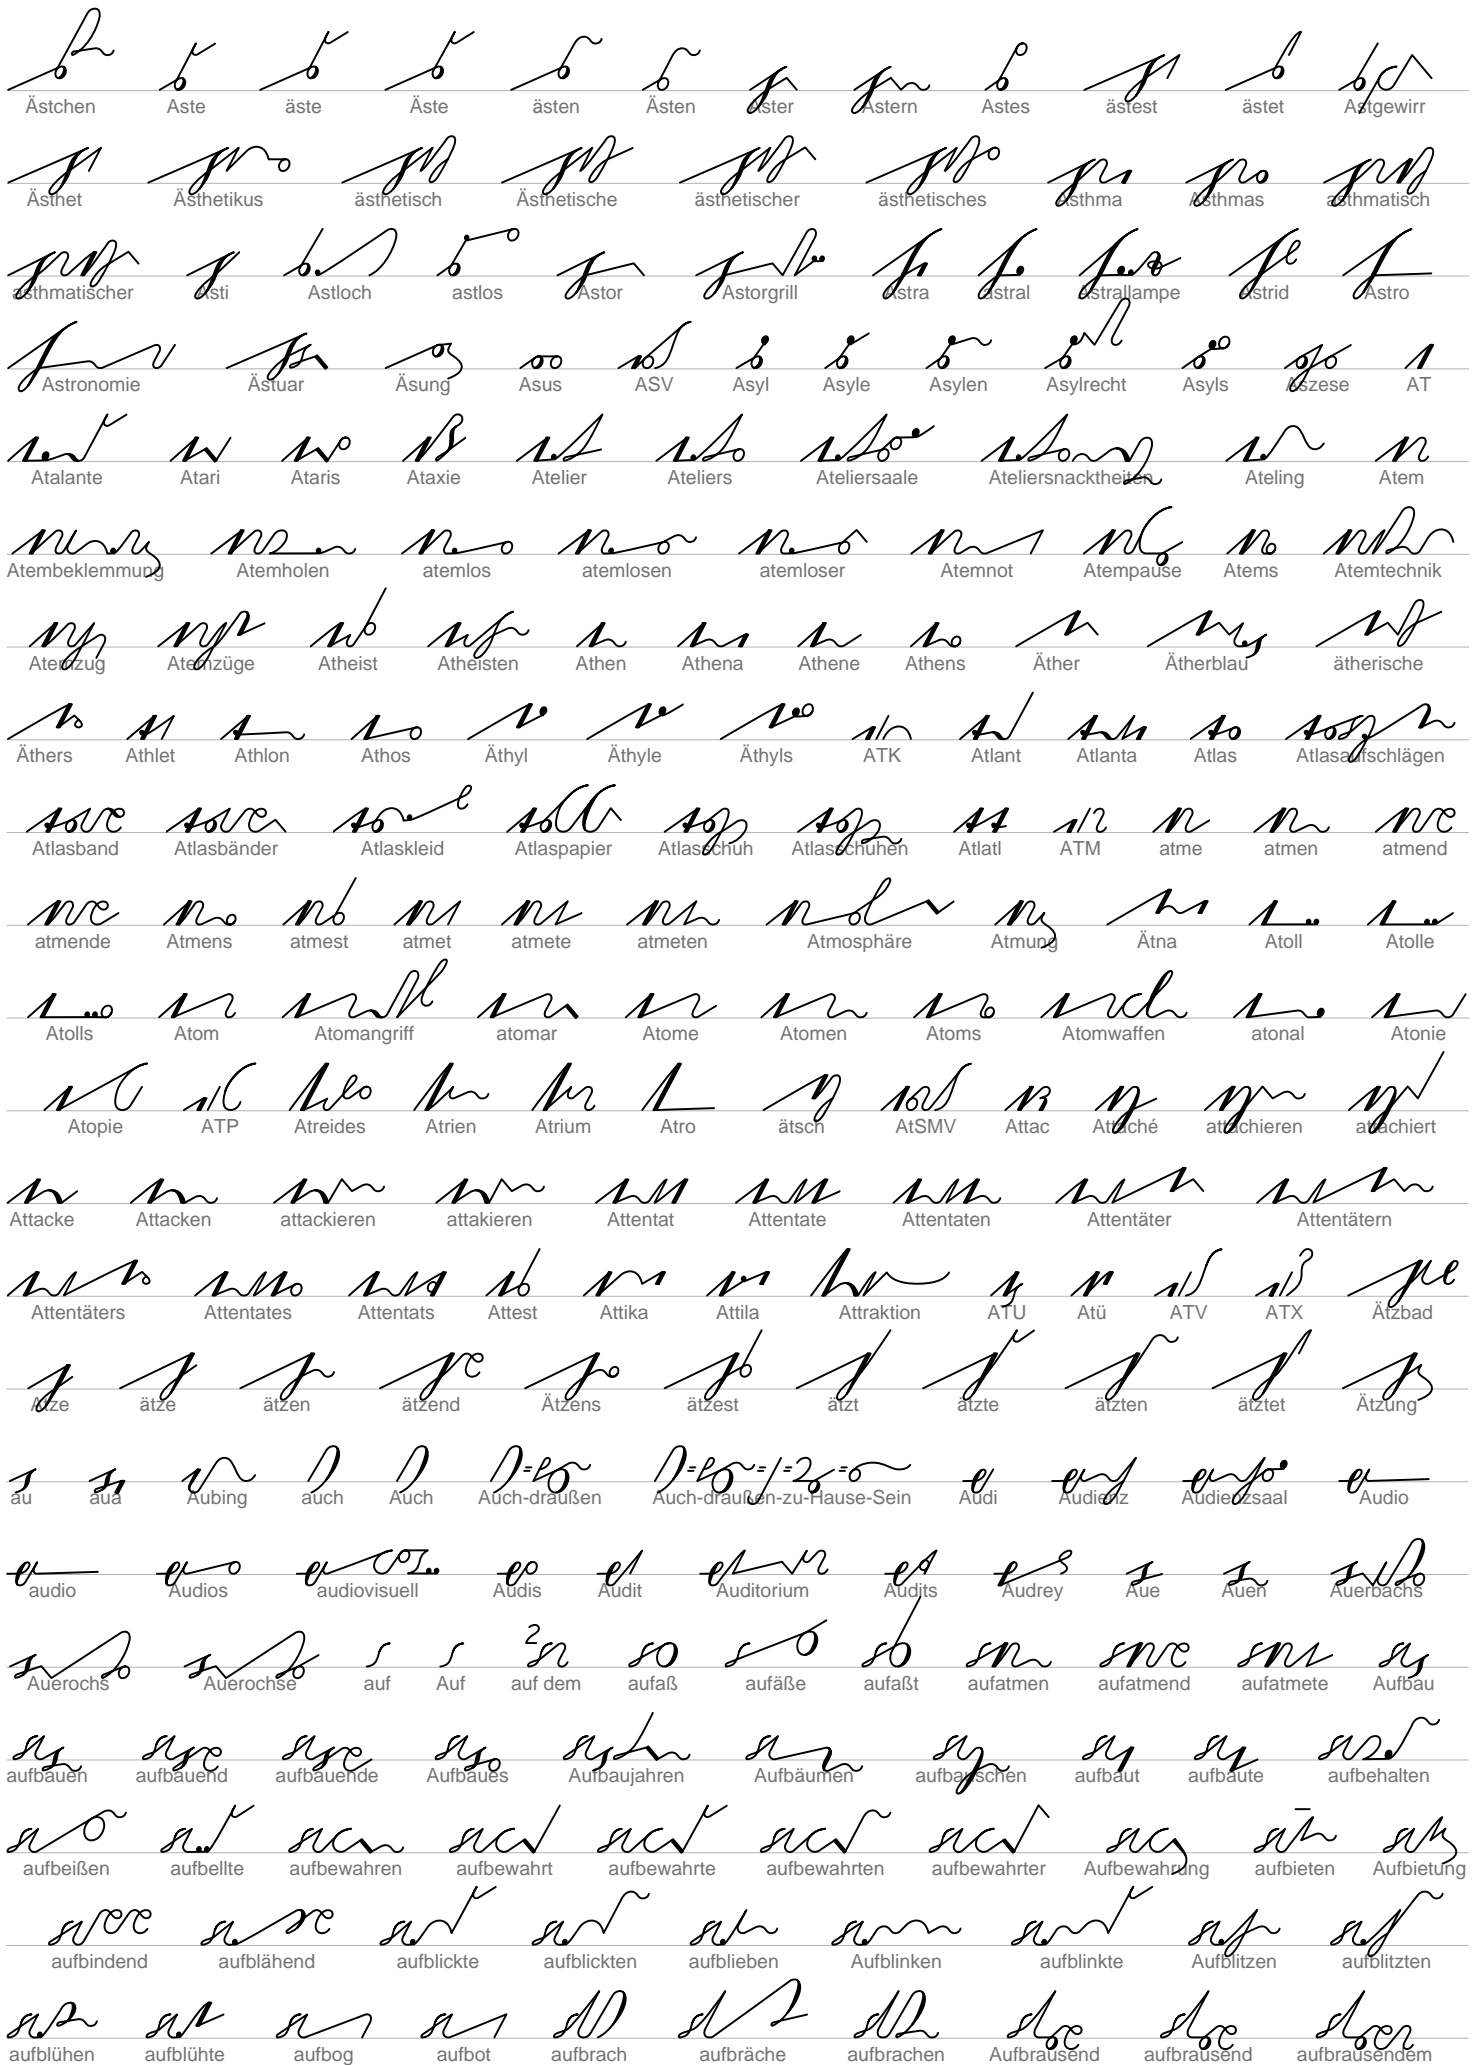 Ästchen Aste äste Äste ästen Ästen Aster Astern Astes ästest ästet Astgewirr
Ästhet Ästhetikus ästhetisch Ästhetische ästhetischer ästhetisches Asthma Asthmas asthmatisch
asthmatischer Asti Astloch astlos Astor Astorgrill Astra astral Astrallampe Astrid Astro
Astronomie Ästuar Äsung Asus ASV Asyl Asyle Asylen Asylrecht Asyls Aszese AT
Atalante Atari Ataris Ataxie Atelier Ateliers Ateliersaale Ateliersnacktheiten Ateling Atem
Atembeklemmung Atemholen atemlos atemlosen atemloser Atemnot Atempause Atems Atemtechnik
Atemzug Atemzüge Atheist Atheisten Athen Athena Athene Athens Äther Ätherblau ätherische
Äthers Athlet Athlon Athos Äthyl Äthyle Äthyls ATK Atlant Atlanta Atlas Atlasaufschlägen
Atlasband Atlasbänder Atlaskleid Atlaspapier Atlasschuh Atlasschuhen Atlatl ATM atme atmen atmend
atmende Atmens atmest atmet atmete atmeten Atmosphäre Atmung Ätna Atoll Atolle
Atolls Atom Atomangriff atomar Atome Atomen Atoms Atomwaffen atonal Atonie
Atopie ATP Atreides Atrien Atrium Atro ätsch AtSMV Attac Attaché attachieren attachiert
Attacke Attacken attackieren attakieren Attentat Attentate Attentaten Attentäter Attentätern
Attentäters Attentates Attentats Attest Attika Attila Attraktion ATU Atü ATV ATX Ätzbad
Atze ätze ätzen ätzend Ätzens ätzest ätzt ätzte ätzten ätztet Ätzung
au aua Aubing auch Auch Auch-draußen Auch-draußen-zu-Hause-Sein Audi Audienz Audienzsaal Audio
audio Audios audiovisuell Audis Audit Auditorium Audits Audrey Aue Auen Auerbachs
Auerochs Auerochse auf Auf auf dem aufaß aufäße aufaßt aufatmen aufatmend aufatmete Aufbau
aufbauen aufbauend aufbauende Aufbaues Aufbaujahren Aufbäumen aufbauschen aufbaut aufbaute aufbehalten
aufbeißen aufbellte aufbewahren aufbewahrt aufbewahrte aufbewahrten aufbewahrter Aufbewahrung aufbieten Aufbietung
aufbindend aufblähend aufblickte aufblickten aufblieben Aufblinken aufblinkte Aufblitzen aufblitzten
aufblühen aufblühte aufbog aufbot aufbrach aufbräche aufbrachen Aufbrausend aufbrausend aufbrausendem